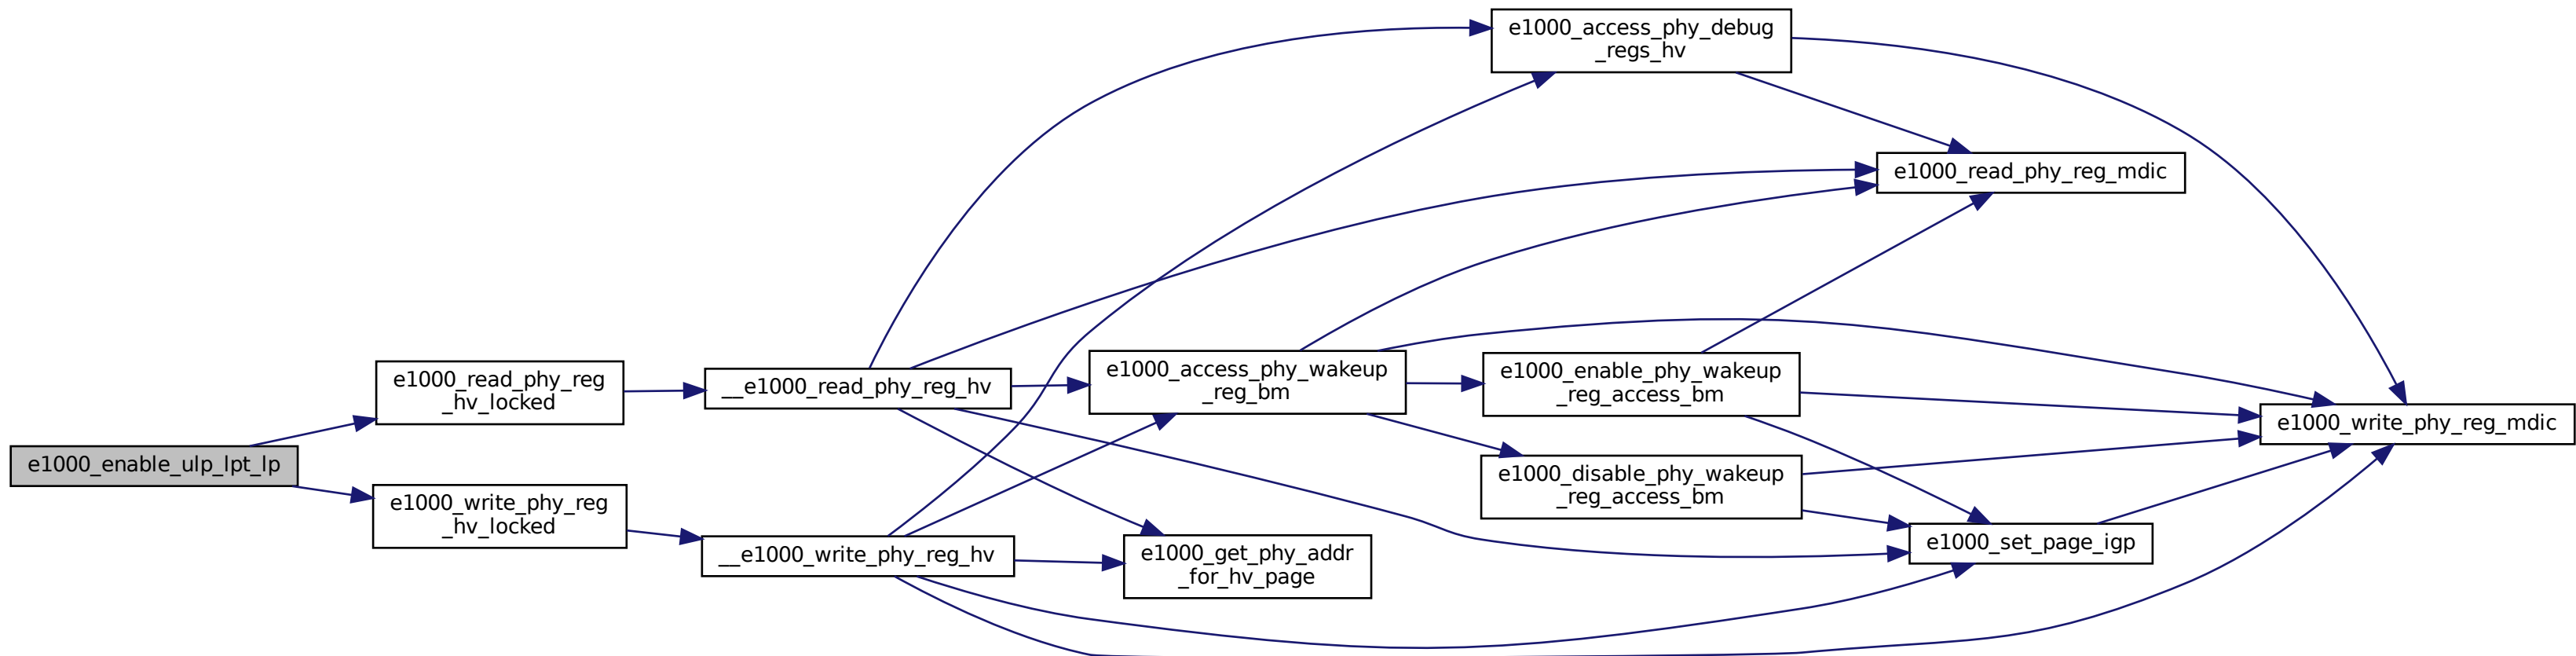 e1000_enable_ulp_lpt_lp
e1000_read_phy_reg
_hv_locked
e1000_write_phy_reg
_hv_locked
__e1000_read_phy_reg_hv
__e1000_write_phy_reg_hv
e1000_access_phy_wakeup
_reg_bm
e1000_get_phy_addr
_for_hv_page
e1000_access_phy_debug
_regs_hv
e1000_enable_phy_wakeup
_reg_access_bm
e1000_disable_phy_wakeup
_reg_access_bm
e1000_read_phy_reg_mdic
e1000_set_page_igp
e1000_write_phy_reg_mdic